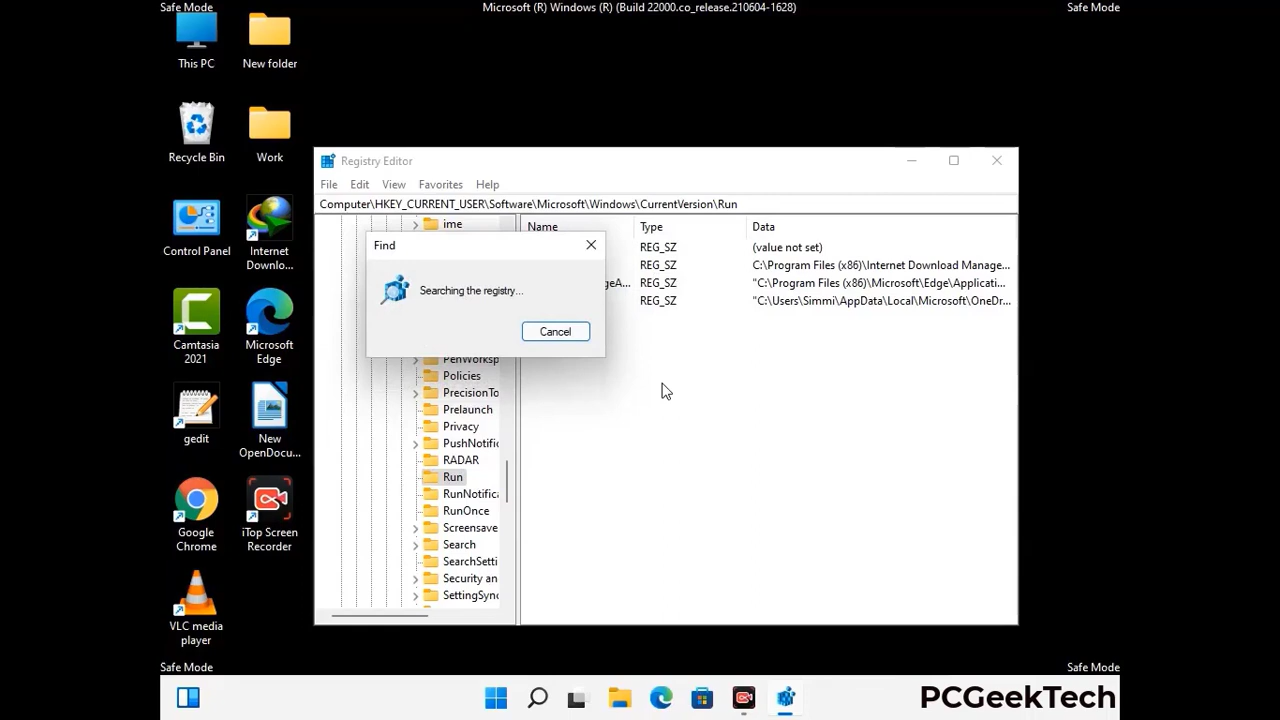 Safe Mode
Microsoft (R) Windows (R) (Build 22000.co_release.210604-1628)
Safe Mode
This PC
New folder
Recycle Bin
Work
Control Panel
Internet
Downlo...
Camtasia
2021
Microsoft
Edge
gedit
New
OpenDocu...
Google
Chrome
iTop Screen
Recorder
VLC media
player
Registry Editor
File Edit View Favorites Help
Computer\HKEY_CURRENT_USER\Software\Microsoft\Windows\CurrentVersion\Run
ime
PenWorksp
Policies
PrecisionTo
Prelaunch
Privacy
PushNotific
RADAR
Run
RunNotifica
RunOnce
Screensave
Search
SearchSetti
Security an
SettingSync
Name Type Data
REG_SZ (value not set)
REG_SZ C:\Program Files (x86)\Internet Download Manage...
geA... REG_SZ "C:\Program Files (x86)\Microsoft\Edge\Applicati...
REG_SZ "C:\Users\Simmi\AppData\Local\Microsoft\OneDr...
Find
Searching the registry...
Cancel
Safe Mode
Safe Mode
PCGeekTech